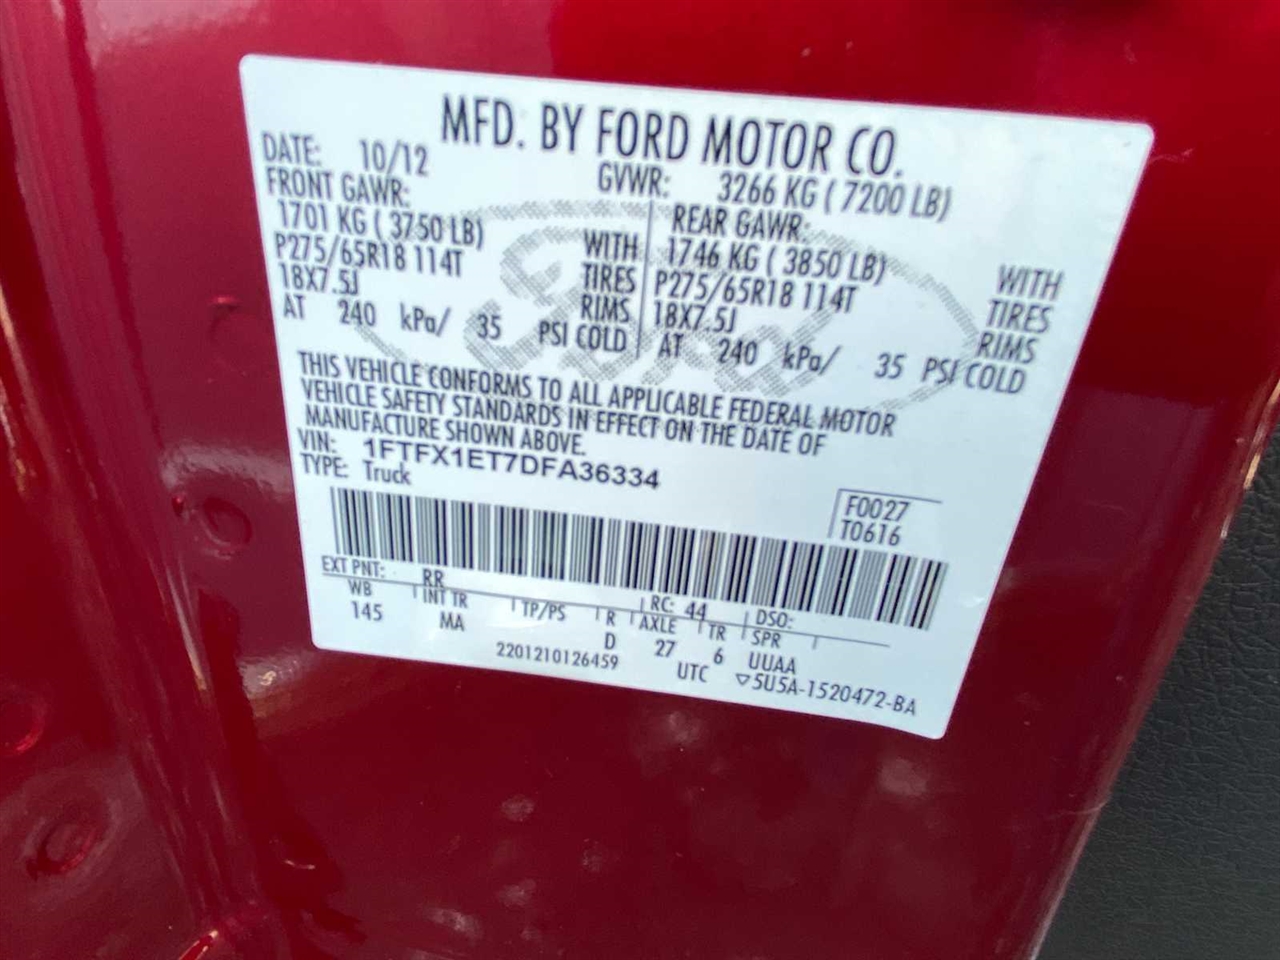 MFD. BY FORD MOTOR CO.
DATE: 10/12 GVWR: 3266 KG ( 7200 LB)
FRONT GAWR: REAR GAWR:
1701 KG ( 3750 LB) WITH 1746 KG ( 3850 LB) WITH
P275/65R18 114T TIRES P275/65R18 114T TIRES
18X7.5J RIMS 18X7.5J RIMS
AT 240 kPa/ 35 PSI COLD AT 240 kPa/ 35 PSI COLD
Ford
THIS VEHICLE CONFORMS TO ALL APPLICABLE FEDERAL MOTOR
VEHICLE SAFETY STANDARDS IN EFFECT ON THE DATE OF
MANUFACTURE SHOWN ABOVE.
VIN: 1FTFX1ET7DFA36334
TYPE: Truck
F0027
T0616
EXT PNT: RR RC: 44 DSO:
WB INT TR TP/PS R AXLE TR SPR
145 MA D 27 6 UUAA
2201210126459 UTC ▽5U5A-1520472-BA